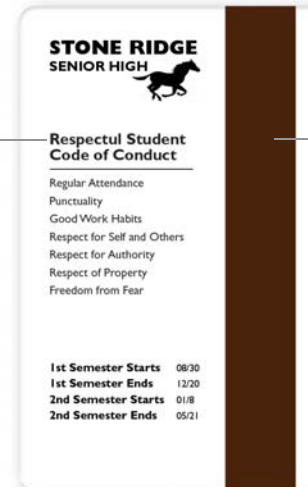 STONE RIDGE
SENIOR HIGH
Respectul Student
Code of Conduct
Regular Attendance
Punctuality
Good Work Habits
Respect for Self and Others
Respect for Authority
Respect of Property
Freedom from Fear
1st Semester Starts 08/30
1st Semester Ends 12/20
2nd Semester Starts 01/8
2nd Semester Ends 05/21